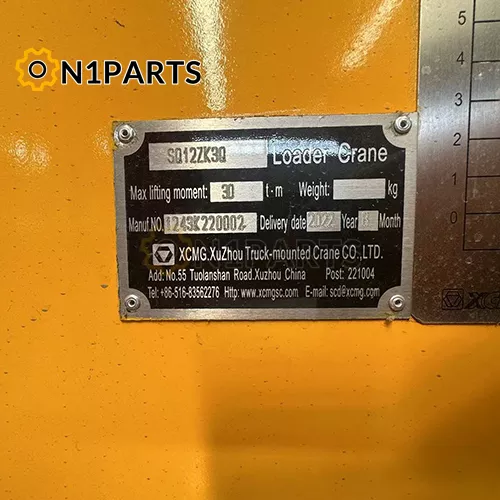 N1PARTS
5
4
3
2
1
0
SQ12ZK3Q Loader Crane
Max lifting moment: 30 t-m Weight: kg
Manuf.NO. 1243K220002 Delivery date 2022 Year 8 Month
XCMG.XuZhou Truck-mounted Crane CO.,LTD.
Add: No.55 Tuolanshan Road.Xuzhou China Post: 221004
Tel: +86-516-83562276 Http: www.xcmgsc.com E-mail: scd@xcmg.com